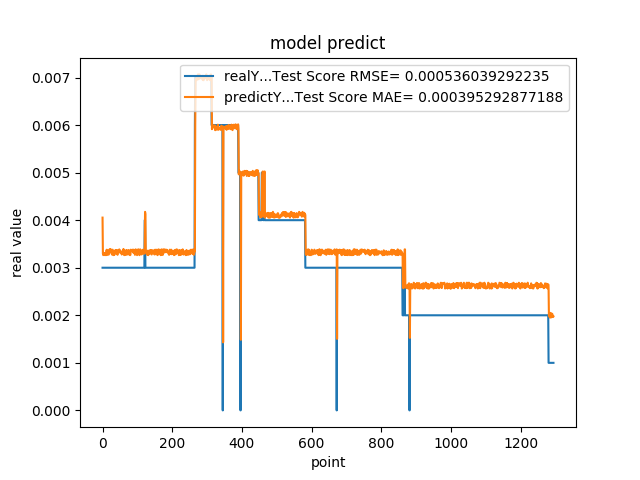 model predict
realY...Test Score RMSE= 0.000536039292235
predictY...Test Score MAE= 0.000395292877188
0.007
0.006
0.005
0.004
0.003
0.002
0.001
0.000
real value
0 200 400 600 800 1000 1200
point